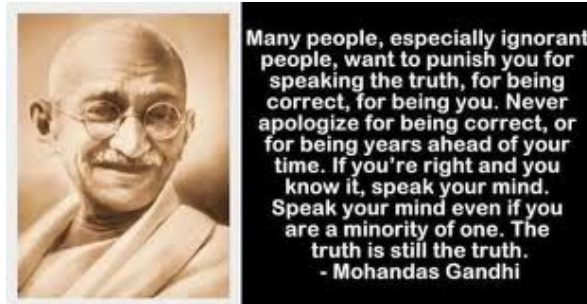 Many people, especially ignorant
people, want to punish you for
speaking the truth, for being
correct, for being you. Never
apologize for being correct, or
for being years ahead of your
time. If you're right and you
know it, speak your mind.
Speak your mind even if you
are a minority of one. The
truth is still the truth.
- Mohandas Gandhi